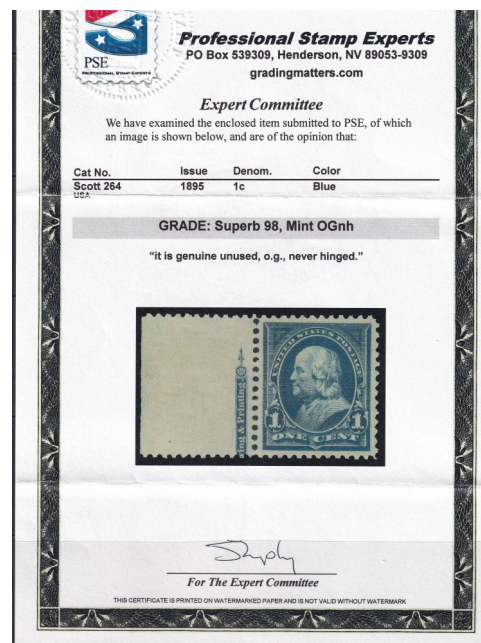 PSE
PROFESSIONAL STAMP EXPERTS
Professional Stamp Experts
PO Box 539309, Henderson, NV 89053-9309
gradingmatters.com
Expert Committee
We have examined the enclosed item submitted to PSE, of which
an image is shown below, and are of the opinion that:
Cat No. Issue Denom. Color
Scott 264 1895 1c Blue
USA
GRADE: Superb 98, Mint OGnh
"it is genuine unused, o.g., never hinged."
UNITED STATES POSTAGE
ing & Printing
1 1
ONE CENT
For The Expert Committee
THIS CERTIFICATE IS PRINTED ON WATERMARKED PAPER AND IS NOT VALID WITHOUT WATERMARK